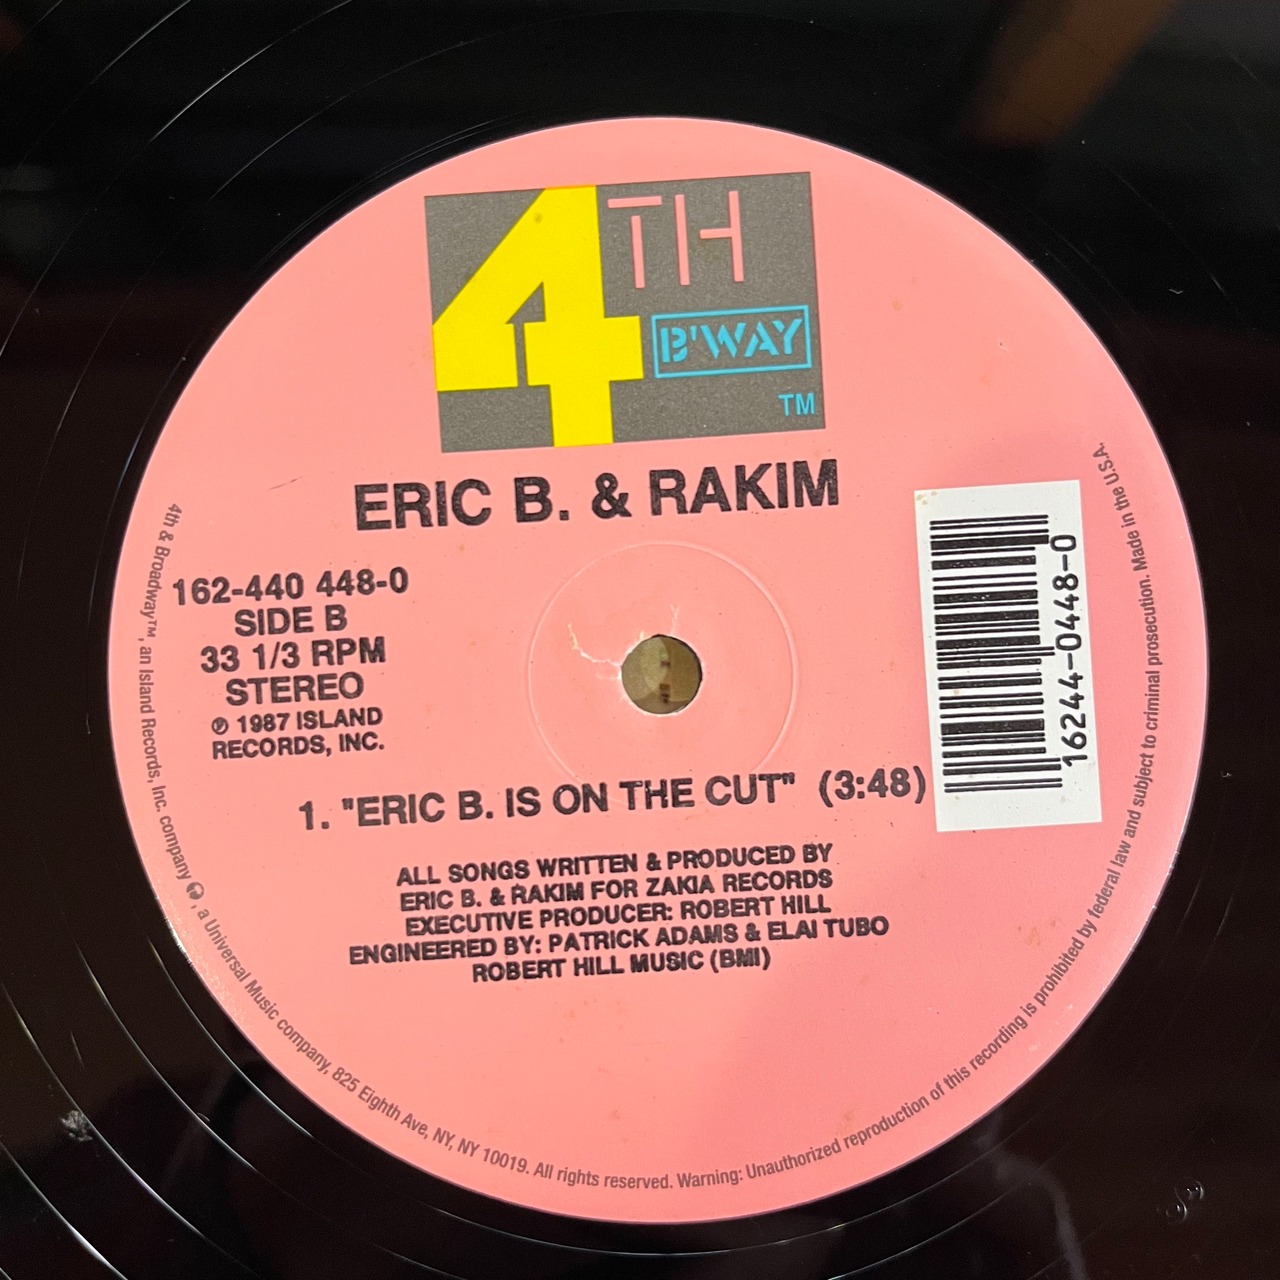 4TH
B'WAY
TM
ERIC B. & RAKIM
162-440 448-0
SIDE B
33 1/3 RPM
STEREO
℗ 1987 ISLAND
RECORDS, INC.
16244-0448-0
1. "ERIC B. IS ON THE CUT" (3:48)
ALL SONGS WRITTEN & PRODUCED BY
ERIC B. & RAKIM FOR ZAKIA RECORDS
EXECUTIVE PRODUCER: ROBERT HILL
ENGINEERED BY: PATRICK ADAMS & ELAI TUBO
ROBERT HILL MUSIC (BMI)
4th & Broadway™, an Island Records, Inc. company, a Universal Music company, 825 Eighth Ave, NY, NY 10019. All rights reserved. Warning: Unauthorized reproduction of this recording is prohibited by federal law and subject to criminal prosecution. Made in the U.S.A.